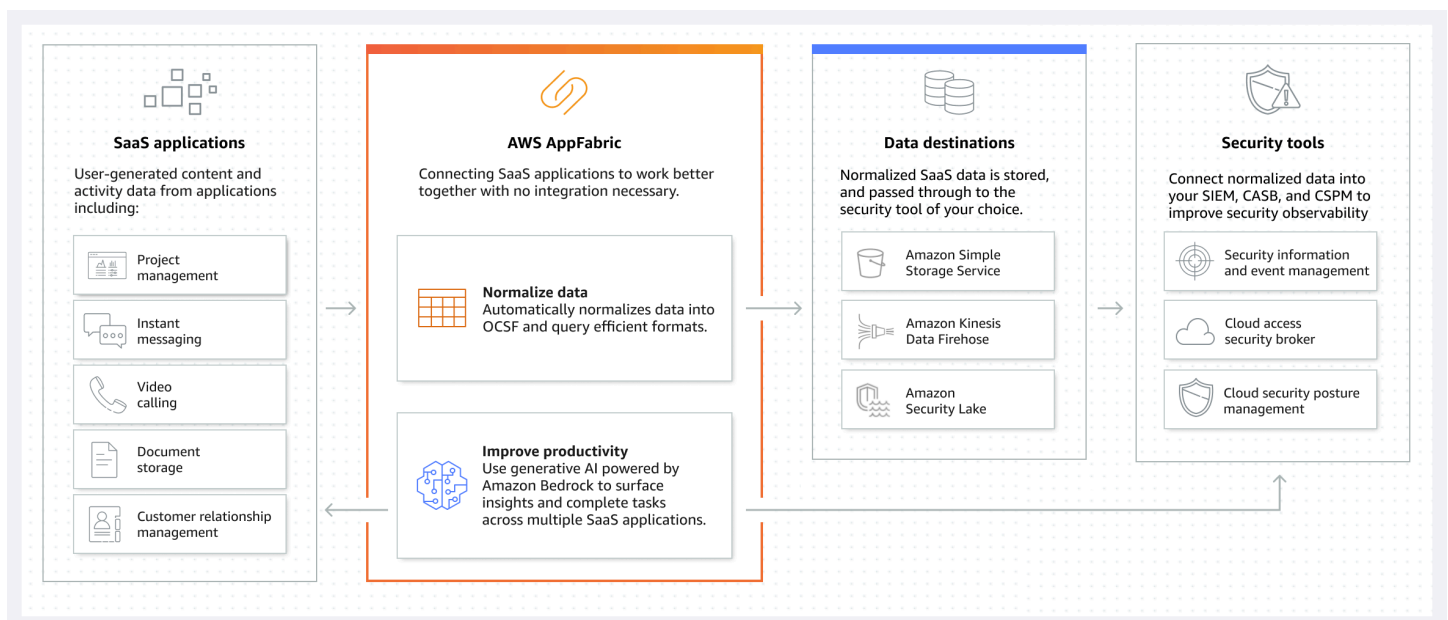 SaaS applications
User-generated content and
activity data from applications
including:
Project
management
Instant
messaging
Video
calling
Document
storage
Customer relationship
management
AWS AppFabric
Connecting SaaS applications to work better
together with no integration necessary.
Normalize data
Automatically normalizes data into
OCSF and query efficient formats.
Improve productivity
Use generative AI powered by
Amazon Bedrock to surface
insights and complete tasks
across multiple SaaS applications.
Data destinations
Normalized SaaS data is stored,
and passed through to the
security tool of your choice.
Amazon Simple
Storage Service
Amazon Kinesis
Data Firehose
Amazon
Security Lake
Security tools
Connect normalized data into
your SIEM, CASB, and CSPM to
improve security observability
Security information
and event management
Cloud access
security broker
Cloud security posture
management